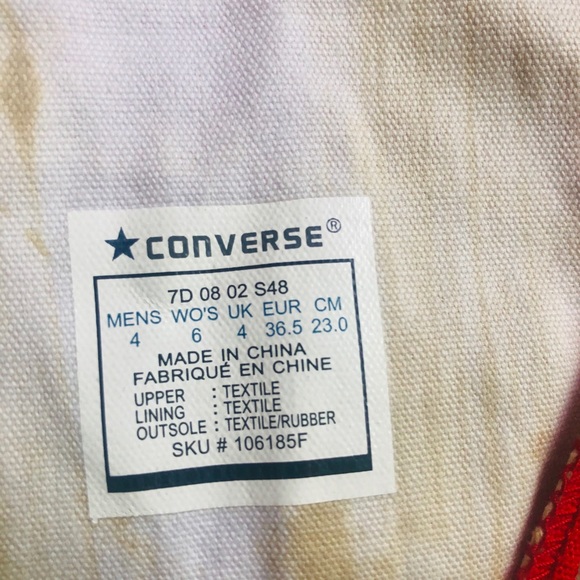 ★CONVERSE®
7D 08 02 S48
MENS WO'S UK EUR CM
4 6 4 36.5 23.0
MADE IN CHINA
FABRIQUÉ EN CHINE
UPPER : TEXTILE
LINING : TEXTILE
OUTSOLE : TEXTILE/RUBBER
SKU # 106185F